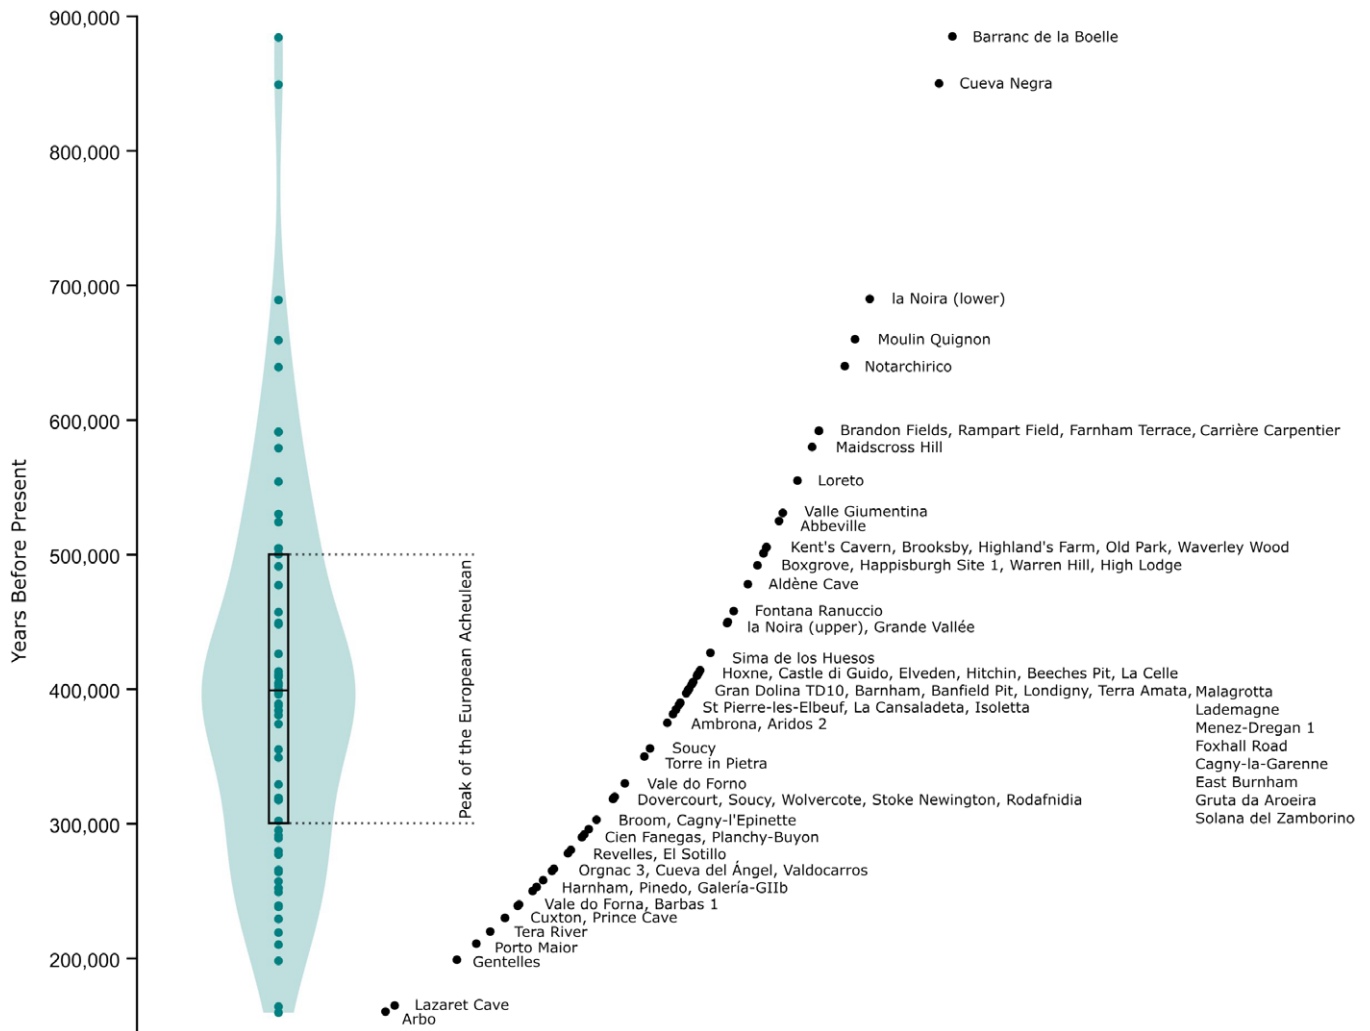 900,000
800,000
700,000
600,000
500,000
400,000
300,000
200,000
Years Before Present
Peak of the European Acheulean
Barranc de la Boelle
Cueva Negra
la Noira (lower)
Moulin Quignon
Notarchirico
Brandon Fields, Rampart Field, Farnham Terrace, Carrière Carpentier
Maidscross Hill
Loreto
Valle Giumentina
Abbeville
Kent's Cavern, Brooksby, Highland's Farm, Old Park, Waverley Wood
Boxgrove, Happisburgh Site 1, Warren Hill, High Lodge
Aldène Cave
Fontana Ranuccio
la Noira (upper), Grande Vallée
Sima de los Huesos
Hoxne, Castle di Guido, Elveden, Hitchin, Beeches Pit, La Celle
Gran Dolina TD10, Barnham, Banfield Pit, Londigny, Terra Amata, Malagrotta
Lademagne
Menez-Dregan 1
Foxhall Road
Cagny-la-Garenne
East Burnham
Gruta da Aroeira
Solana del Zamborino
St Pierre-les-Elbeuf, La Cansaladeta, Isoletta
Ambrona, Aridos 2
Soucy
Torre in Pietra
Vale do Forno
Dovercourt, Soucy, Wolvercote, Stoke Newington, Rodafnidia
Broom, Cagny-l'Epinette
Cien Fanegas, Planchy-Buyon
Revelles, El Sotillo
Orgnac 3, Cueva del Ángel, Valdocarros
Harnham, Pinedo, Galería-GIIb
Vale do Forna, Barbas 1
Cuxton, Prince Cave
Tera River
Porto Maior
Gentelles
Lazaret Cave
Arbo